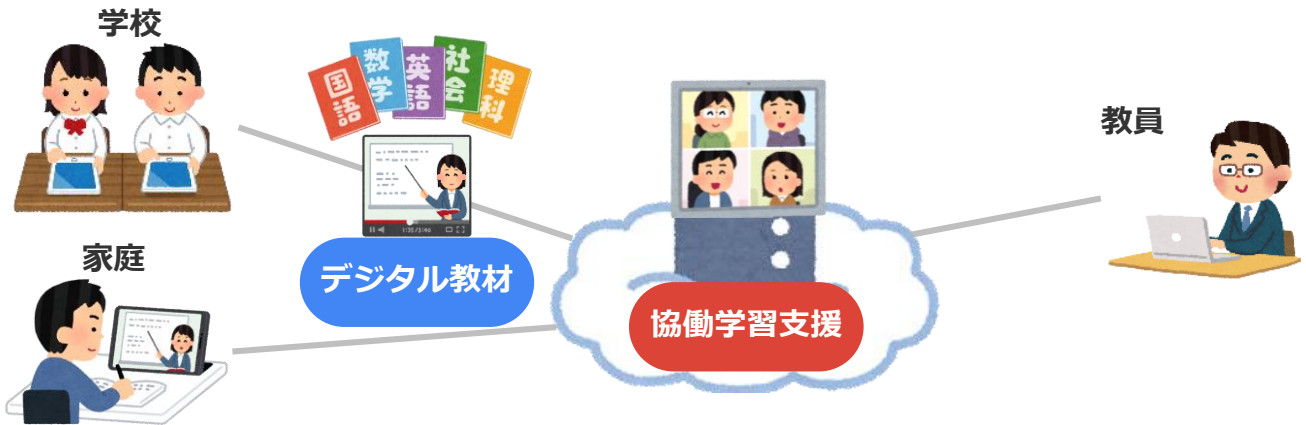 学校
国語
数学
英語
社会
理科
教員
家庭
デジタル教材
協働学習支援